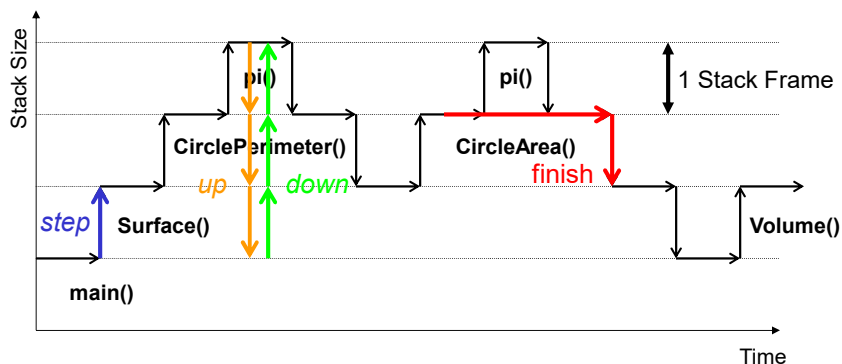 Stack Size
pi()
pi()
1 Stack Frame
CirclePerimeter()
CircleArea()
up
down
finish
step
Surface()
Volume()
main()
Time